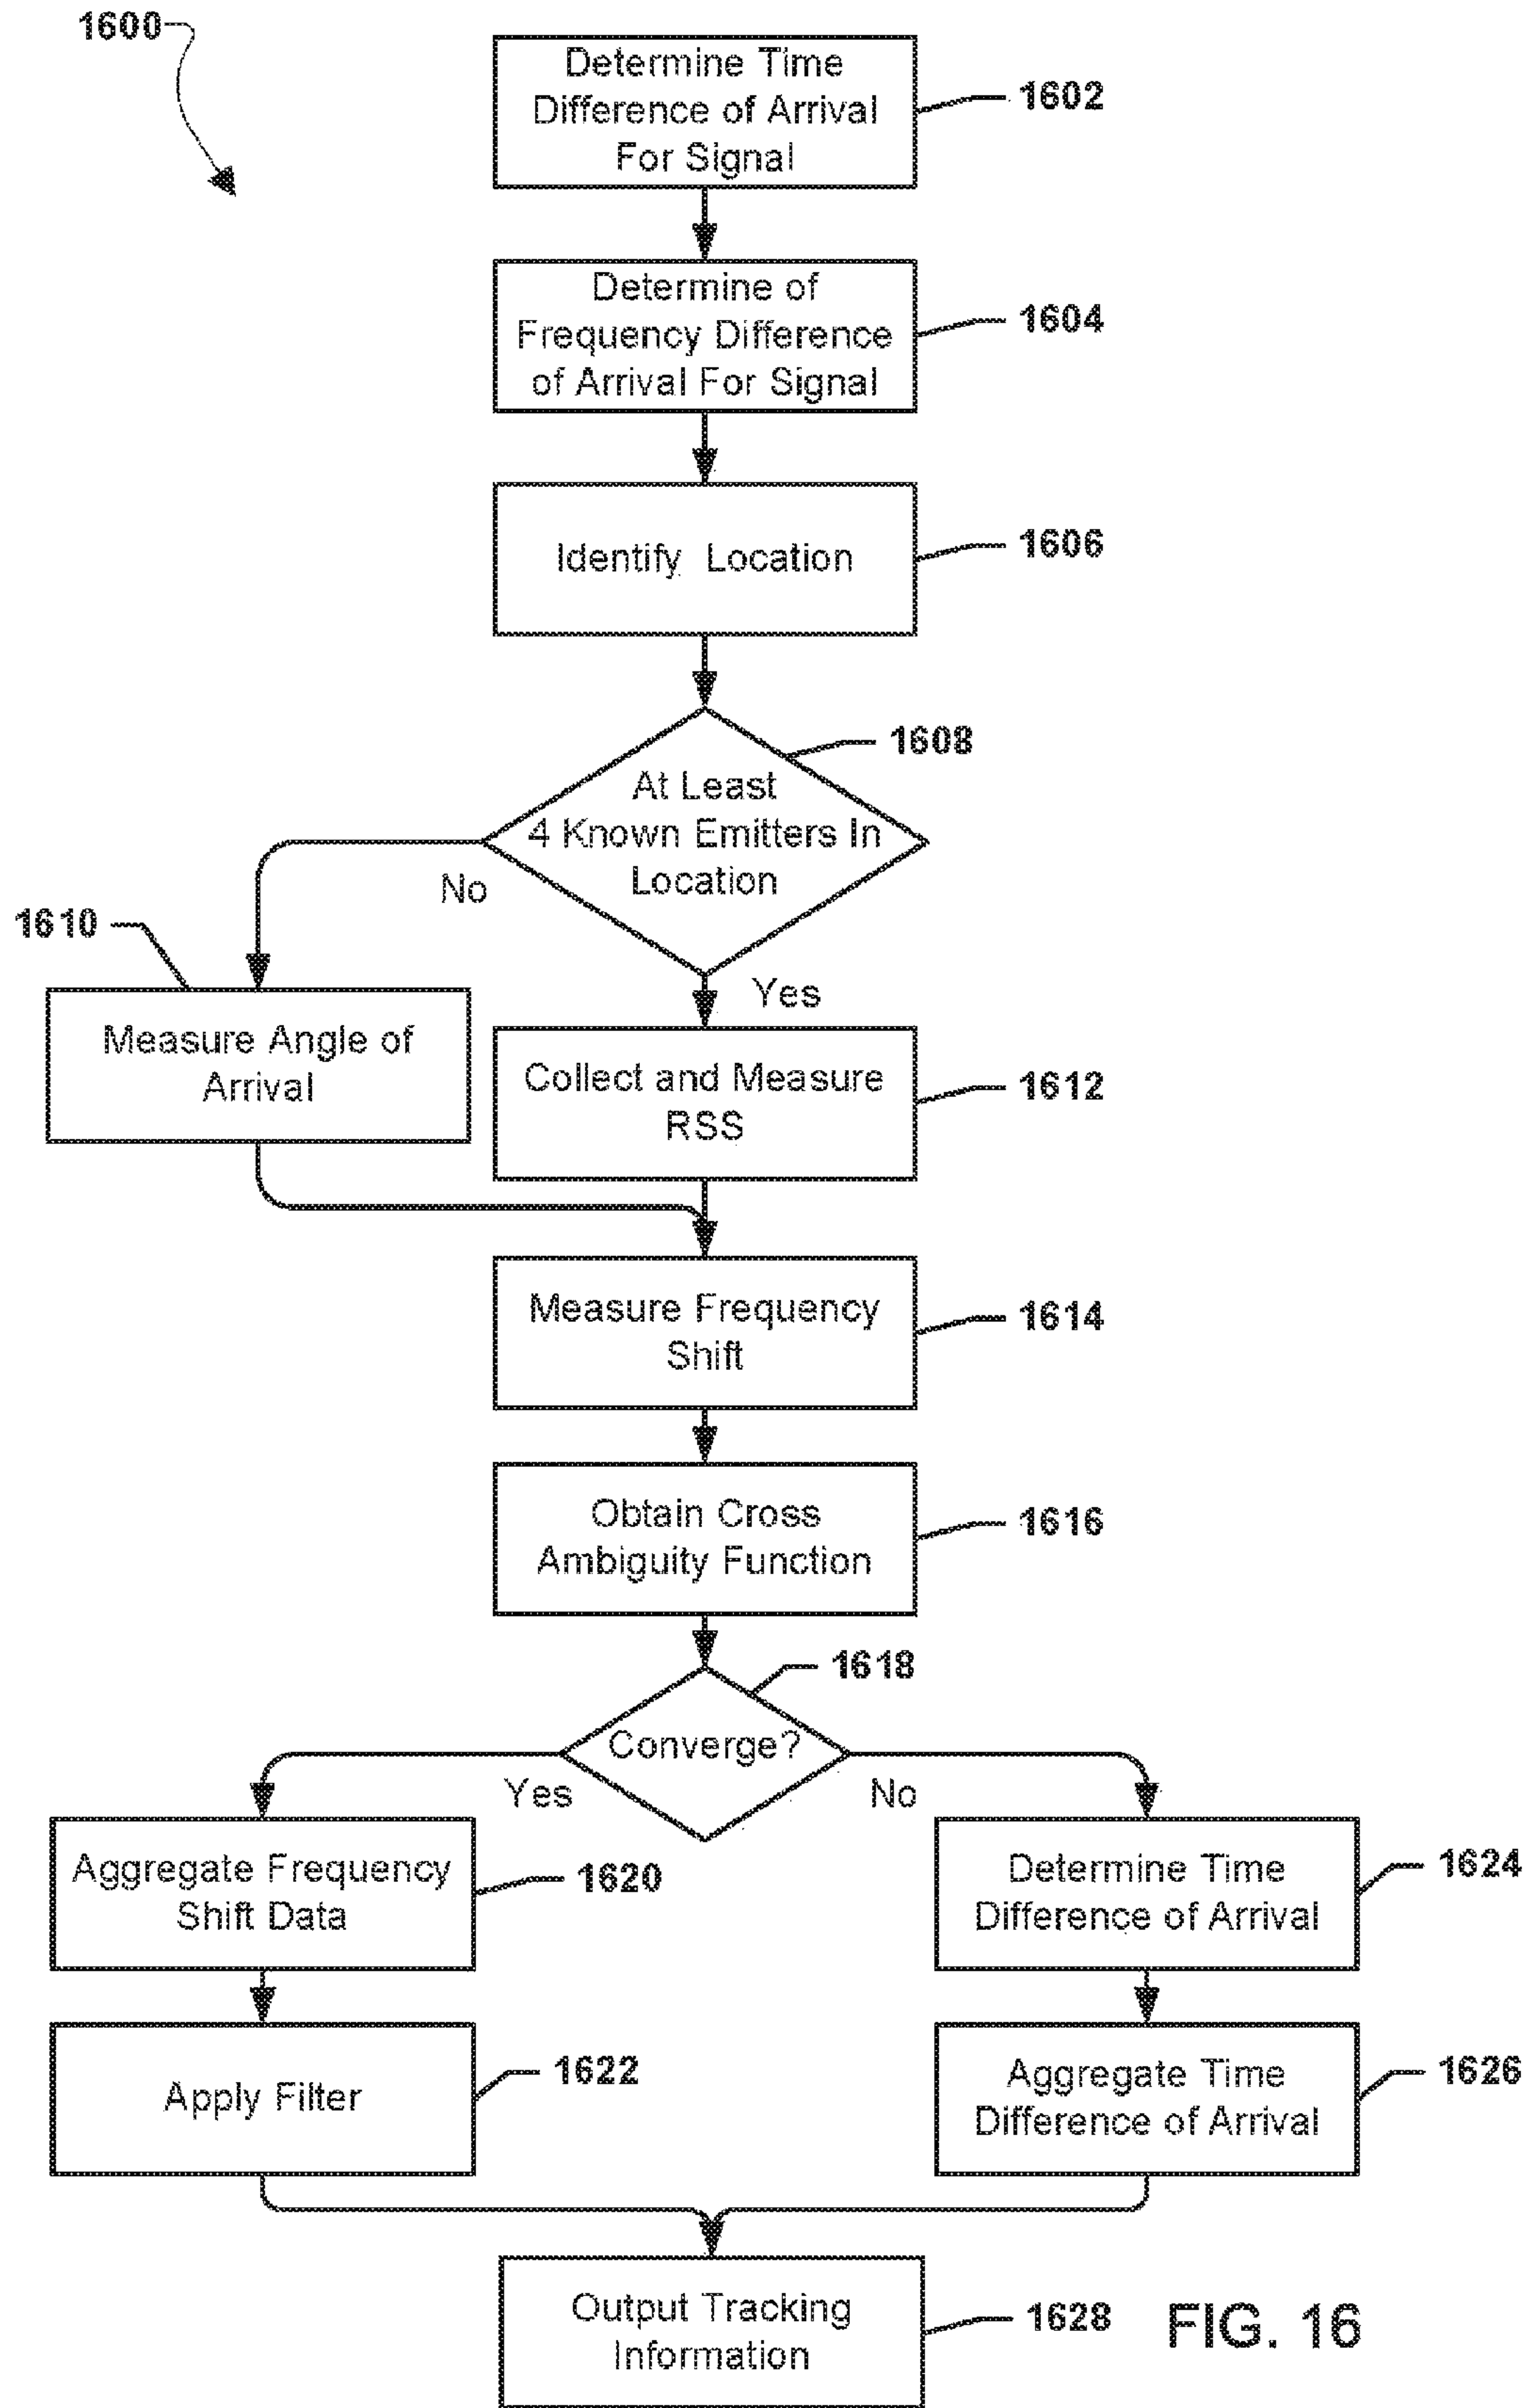 1600
Determine Time
Difference of Arrival
For Signal
1602
Determine of
Frequency Difference
of Arrival For Signal
1604
Identify Location
1606
1608
At Least
4 Known Emitters In
Location
No
Yes
1610
Measure Angle of
Arrival
Collect and Measure
RSS
1612
Measure Frequency
Shift
1614
Obtain Cross
Ambiguity Function
1616
1618
Converge?
Yes
No
Aggregate Frequency
Shift Data
1620
Determine Time
Difference of Arrival
1624
Apply Filter
1622
Aggregate Time
Difference of Arrival
1626
Output Tracking
Information
1628
FIG. 16